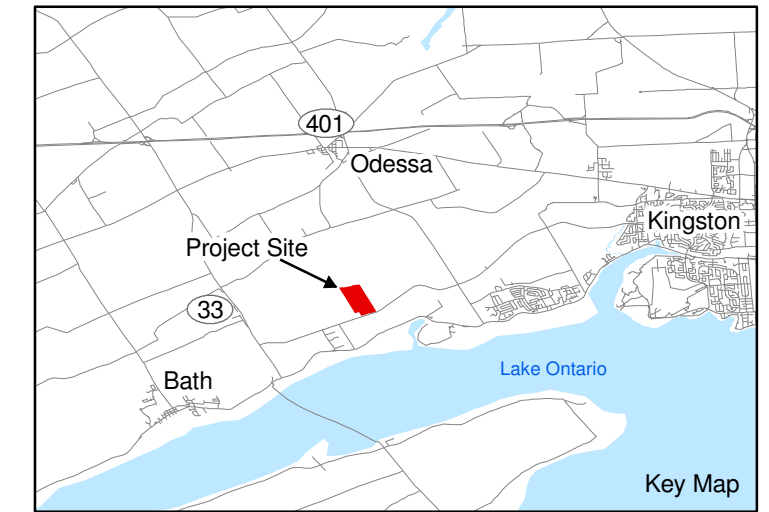 401
Odessa
Kingston
Project Site
33
Lake Ontario
Bath
Key Map